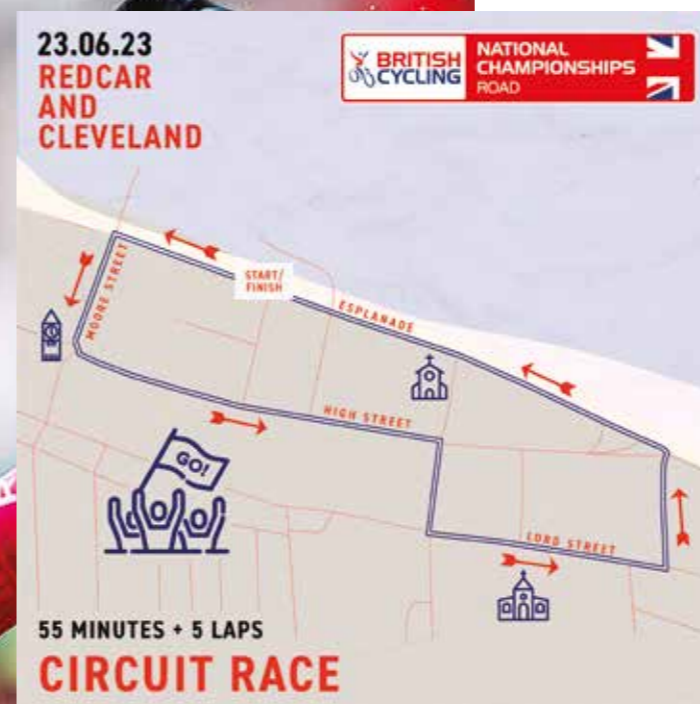 23.06.23
REDCAR
AND
CLEVELAND
BRITISH
CYCLING
NATIONAL
CHAMPIONSHIPS
ROAD
START/
FINISH
MOORE STREET
ESPLANADE
HIGH STREET
GO!
LORD STREET
55 MINUTES + 5 LAPS
CIRCUIT RACE